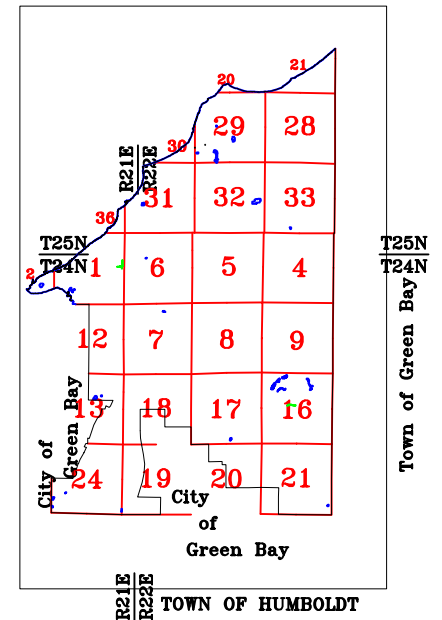 21
20
29 28
30
R21E
R22E
31 32 33
36
T25N
T24N
T25N
T24N
2 1 6 5 4
12 7 8 9
Town of Green Bay
13 18 17 16
City of
Green Bay
24 19 20 21
City
of
Green Bay
R21E
R22E
TOWN OF HUMBOLDT